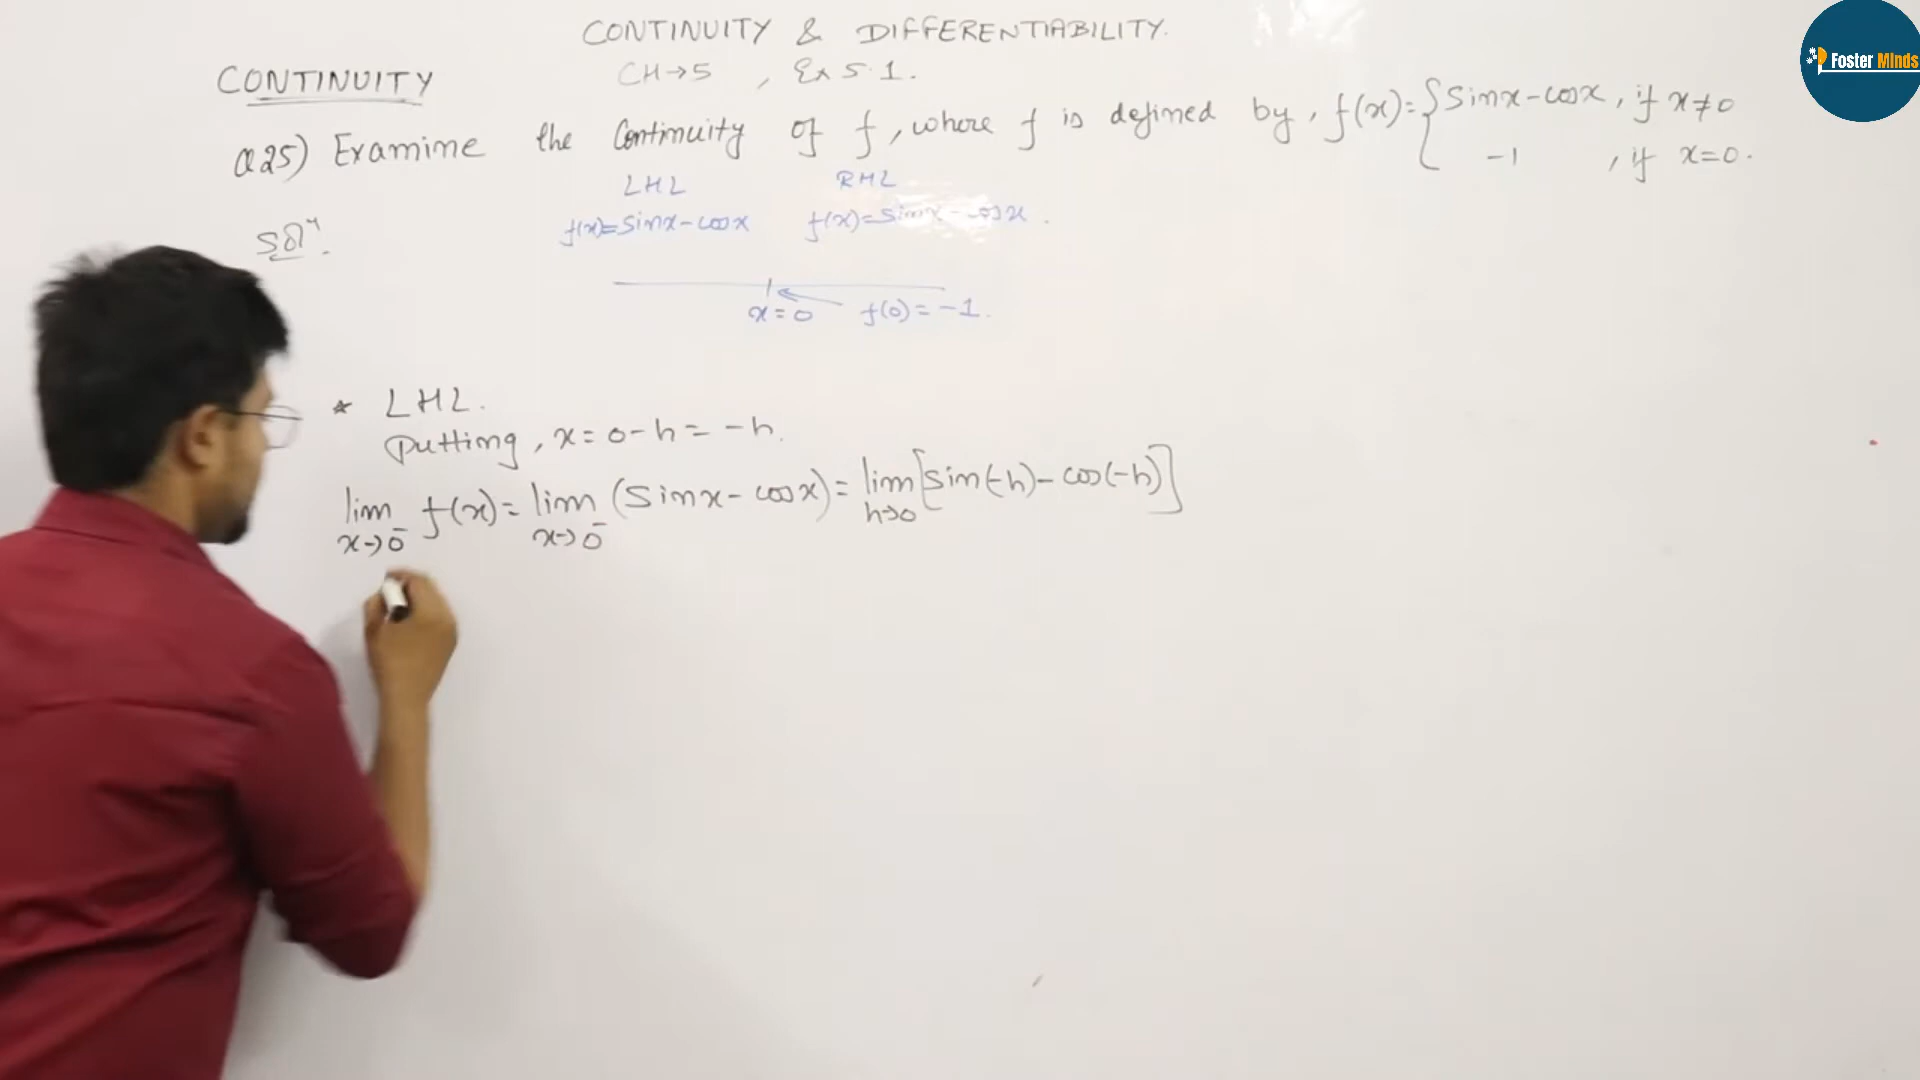 CONTINUITY & DIFFERENTIABILITY.
CH→5 , Ex 5.1.
CONTINUITY
Q25) Examine the Continuity of f, where f is defined by, f(x)={sinx-cosx, if x≠0
-1 , if x=0.
LHL RHL
f(x)=sinx-cosx f(x)=sinx-cosx.
Solⁿ.
x=0 f(0)=-1.
* LHL.
Putting, x=0-h=-h.
lim f(x)= lim (sinx-cosx)= lim [sin(-h)-cos(-h)]
x→0⁻ x→0⁻ h→0
Foster Minds